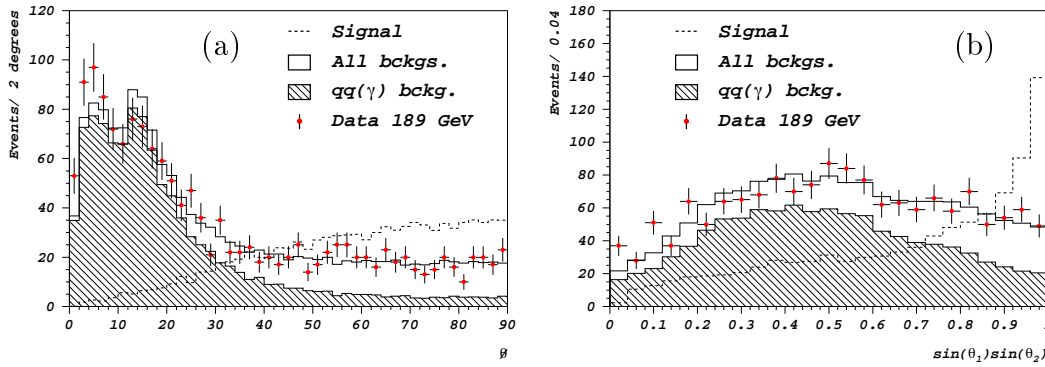 Events/ 2 degrees
120
100
80
60
40
20
0
0 10 20 30 40 50 60 70 80 90
(a)
Signal
All bckgs.
qq(γ) bckg.
Data 189 GeV
Events/ 0.04
180
160
140
120
100
80
60
40
20
0
0 0.1 0.2 0.3 0.4 0.5 0.6 0.7 0.8 0.9
sin(θ1)sin(θ2)
(b)
Signal
All bckgs.
qq(γ) bckg.
Data 189 GeV